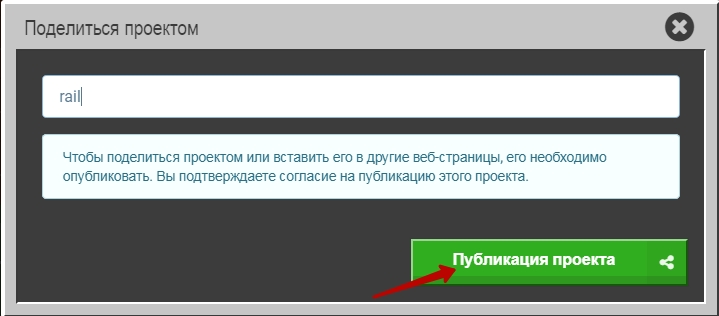 Поделиться проектом
rail
Чтобы поделиться проектом или вставить его в другие веб-страницы, его необходимо
опубликовать. Вы подтверждаете согласие на публикацию этого проекта.
Публикация проекта